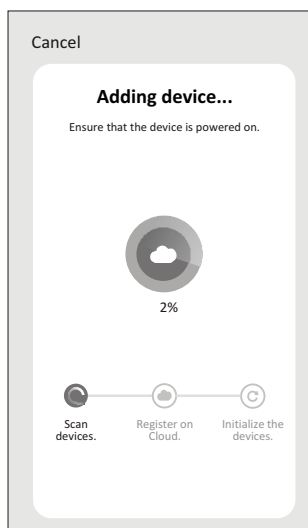 Cancel
Adding device...
Ensure that the device is powered on.
2%
Scan
devices.
Register on
Cloud.
Initialize the
devices.